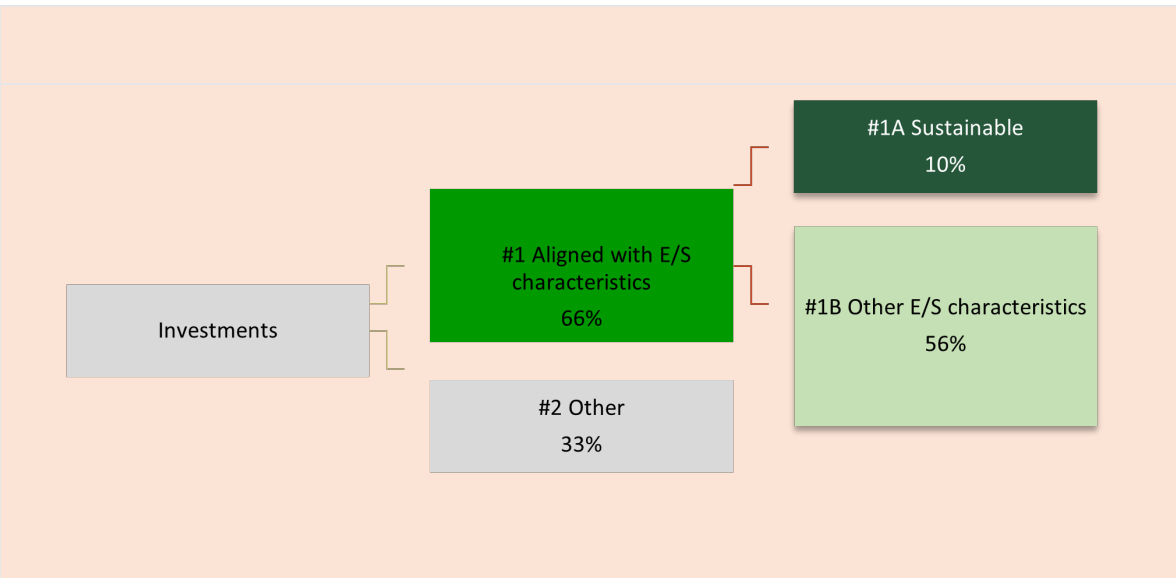 Investments
#1 Aligned with E/S
characteristics
66%
#2 Other
33%
#1A Sustainable
10%
#1B Other E/S characteristics
56%